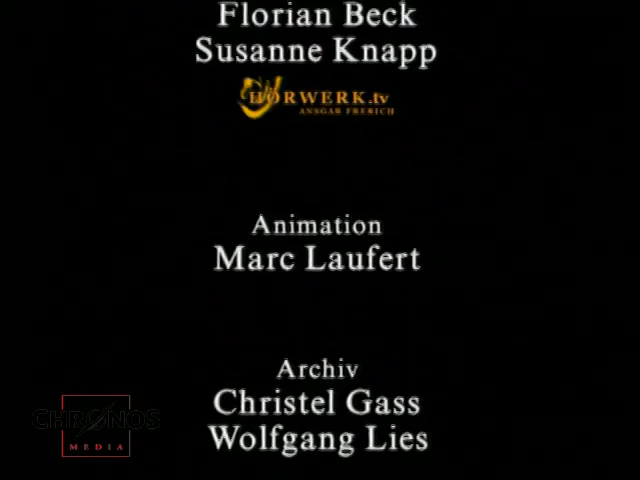 Florian Beck
Susanne Knapp
HÖRWERK.tv
ANSGAR FRERICH
Animation
Marc Laufert
Archiv
Christel Gass
Wolfgang Lies
CHRONOS
MEDIA